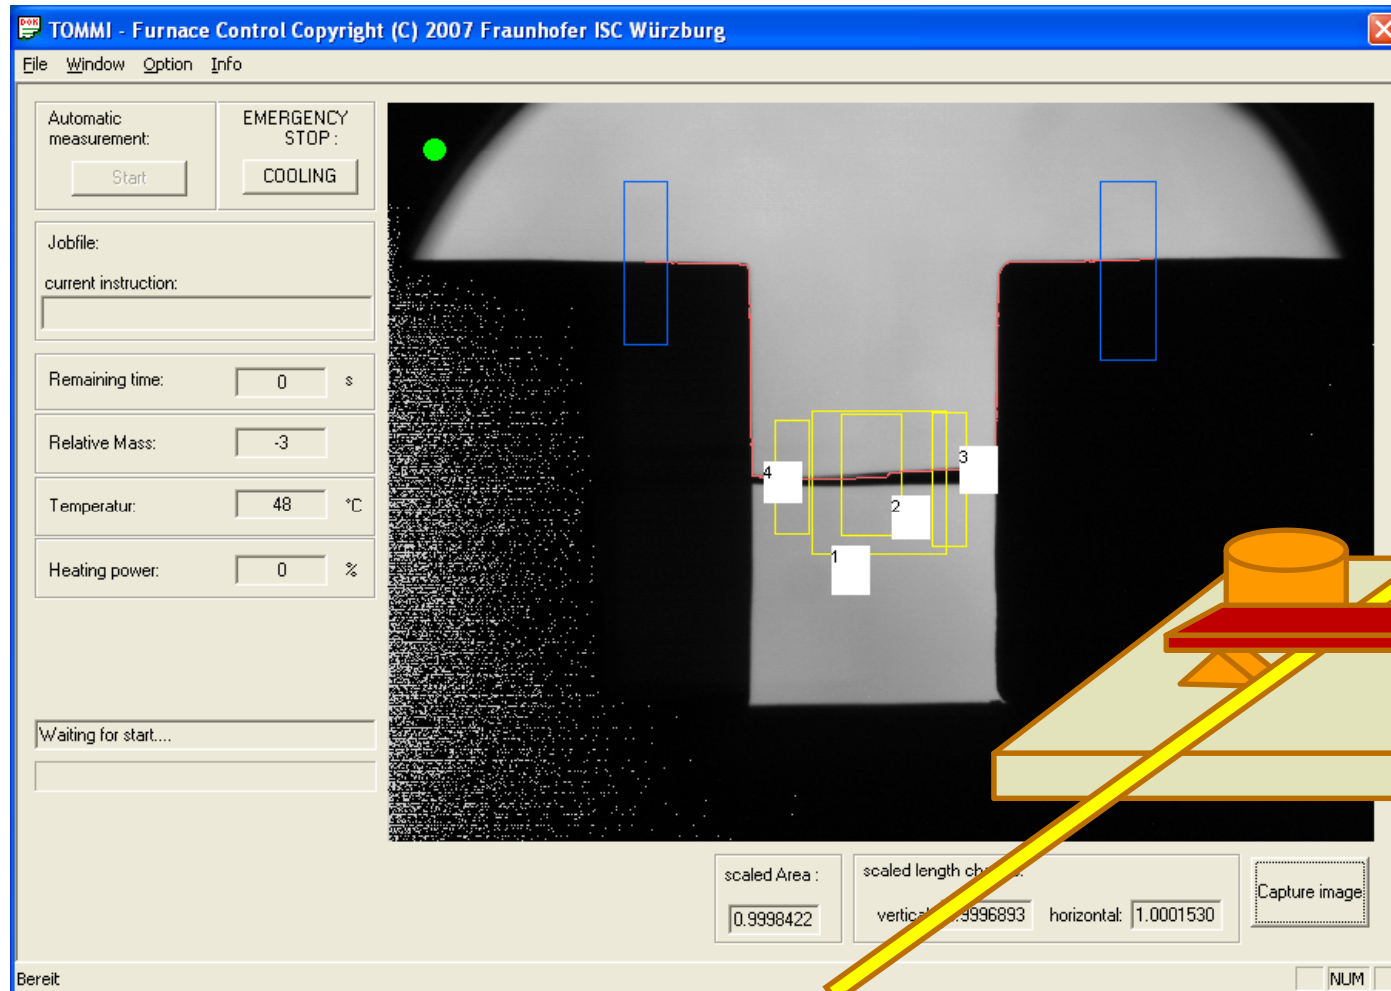 TOMMI - Furnace Control Copyright (C) 2007 Fraunhofer ISC Würzburg
File Window Option Info
Automatic
measurement:
Start
EMERGENCY
STOP :
COOLING
Jobfile:
current instruction:
Remaining time: 0 s
Relative Mass: -3
Temperatur: 48 °C
Heating power: 0 %
Waiting for start....
4
3
2
1
scaled Area :
0.9998422
scaled length
vertical 9996893 horizontal: 1.0001530
Capture image
Bereit
NUM